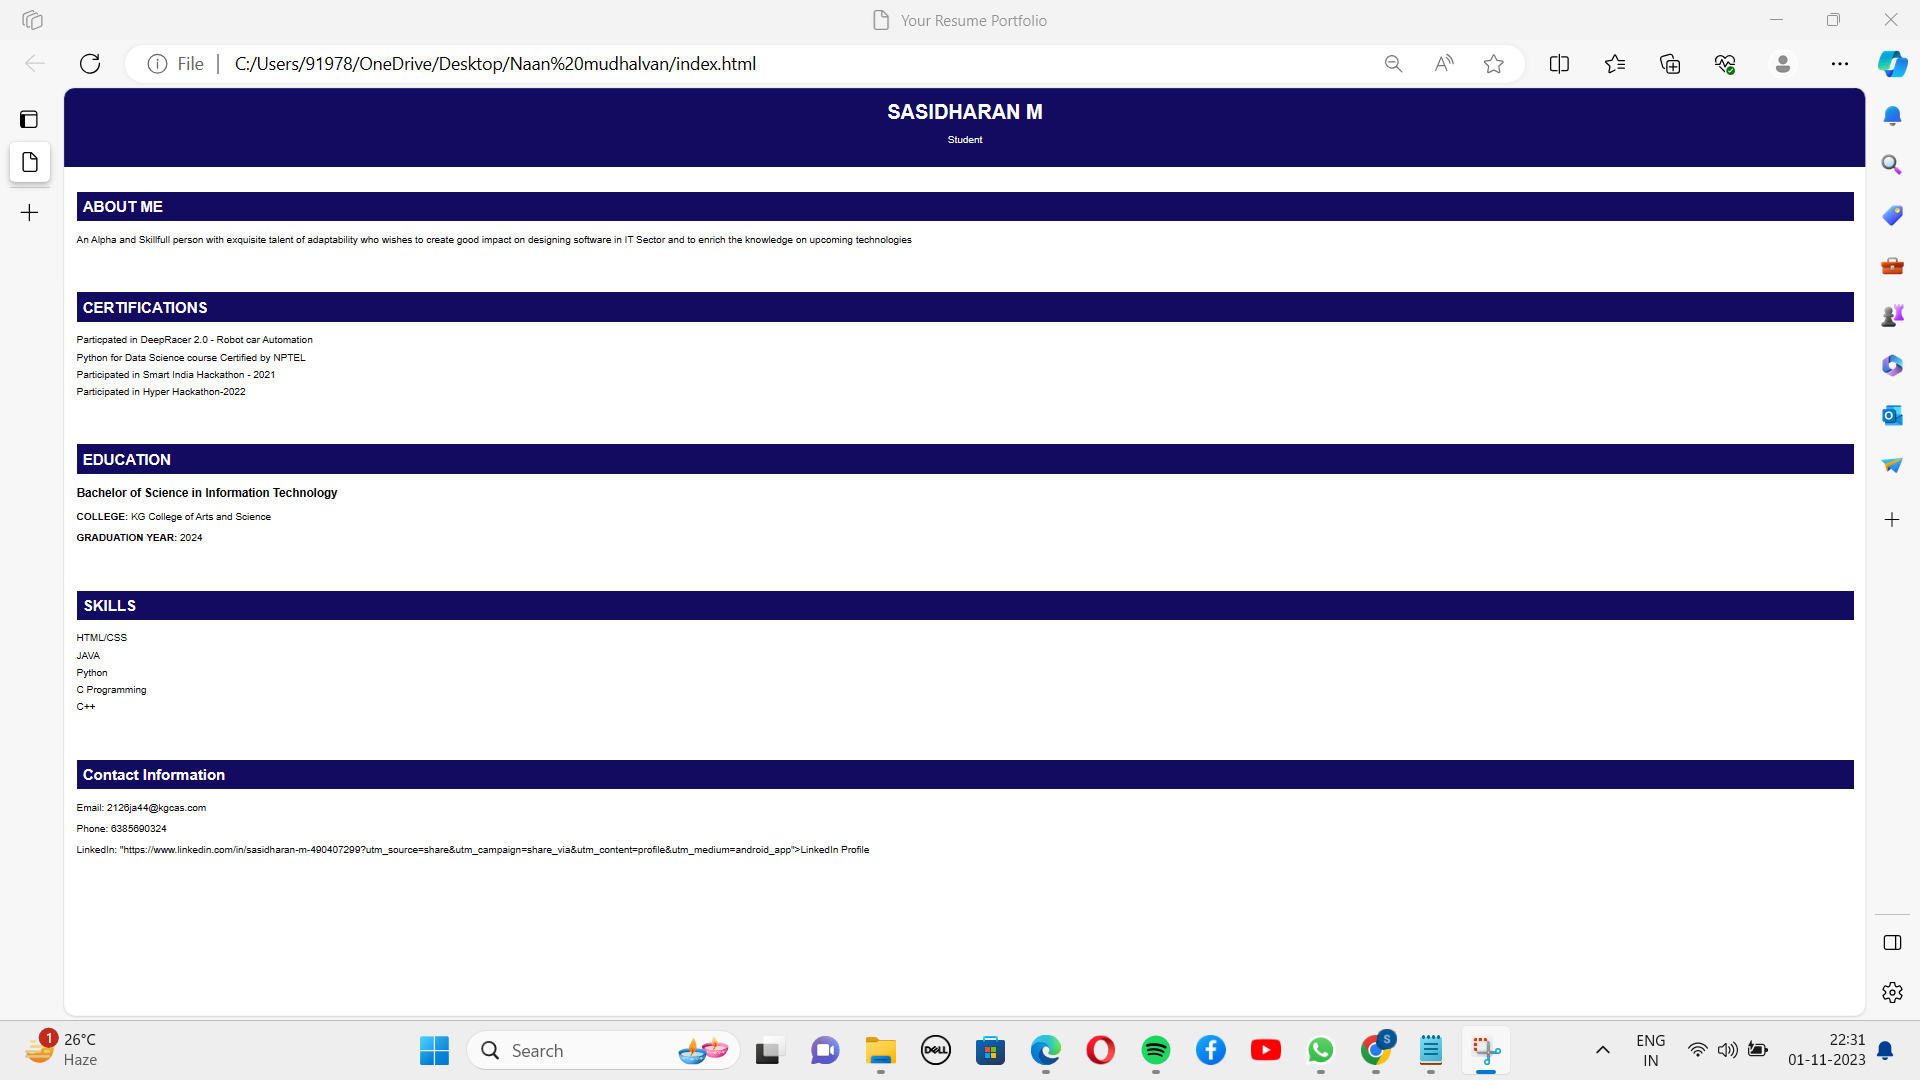 Your Resume Portfolio
File
C:/Users/91978/OneDrive/Desktop/Naan%20mudhalvan/index.html
SASIDHARAN M
Student
ABOUT ME
An Alpha and Skillfull person with exquisite talent of adaptability who wishes to create good impact on designing software in IT Sector and to enrich the knowledge on upcoming technologies
CERTIFICATIONS
Particpated in DeepRacer 2.0 - Robot car Automation
Python for Data Science course Certified by NPTEL
Participated in Smart India Hackathon - 2021
Participated in Hyper Hackathon-2022
EDUCATION
Bachelor of Science in Information Technology
COLLEGE: KG College of Arts and Science
GRADUATION YEAR: 2024
SKILLS
HTML/CSS
JAVA
Python
C Programming
C++
Contact Information
Email: 2126ja44@kgcas.com
Phone: 6385690324
LinkedIn: "https://www.linkedin.com/in/sasidharan-m-490407299?utm_source=share&utm_campaign=share_via&utm_content=profile&utm_medium=android_app">LinkedIn Profile
1
26°C
Haze
Search
DELL
S
ENG
IN
22:31
01-11-2023